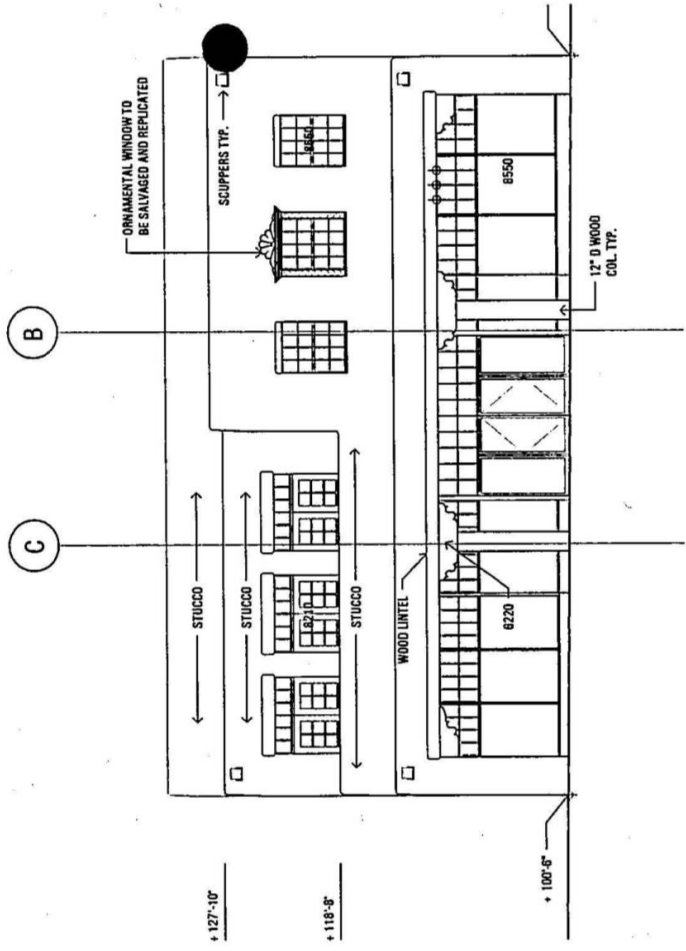 B
C
ORNAMENTAL WINDOW TO
BE SALVAGED AND REPLICATED
SCUPPERS TYP.
STUCCO
STUCCO
STUCCO
8550
8210
WOOD LINTEL
8550
6220
12" D WOOD
COL. TYP.
+ 127'-10"
+ 118'-8"
+ 100'-6"